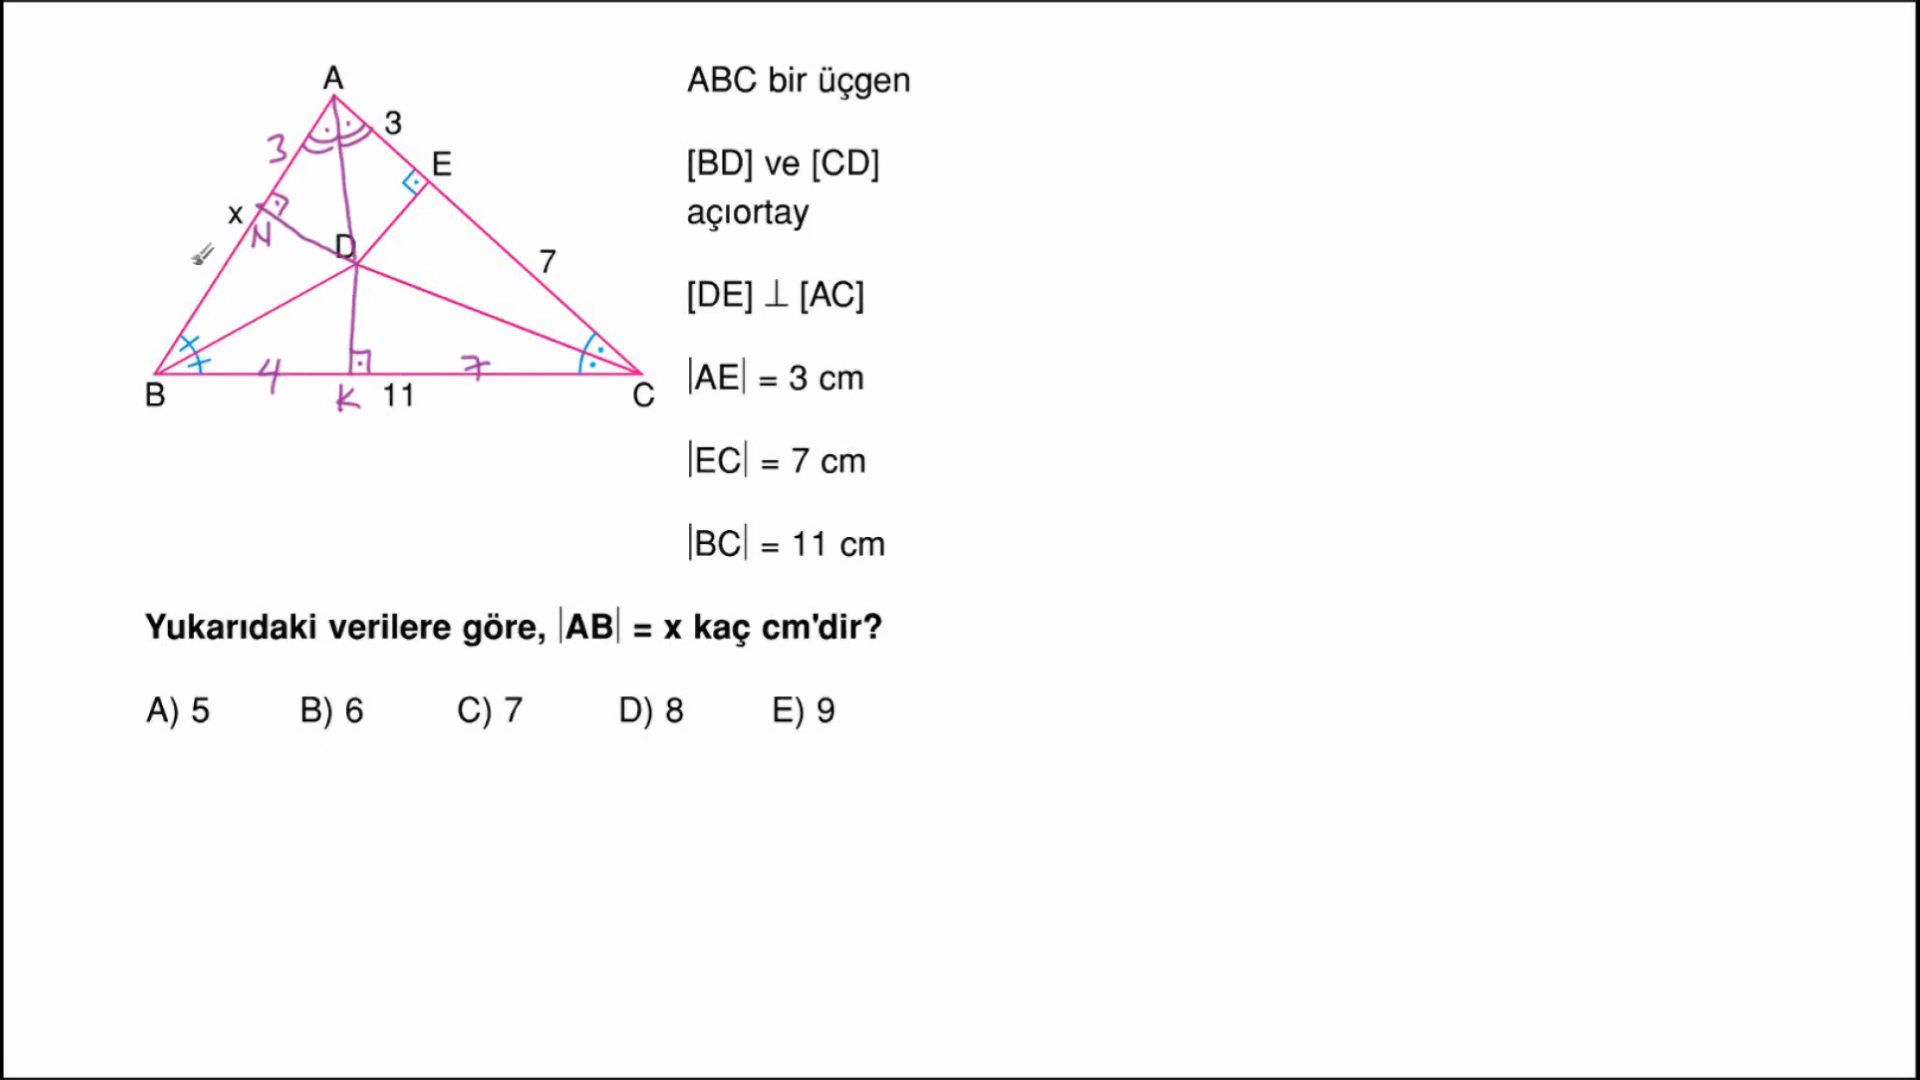 A
3
3
E
x
N
D
7
B
4
K
7
11
C
ABC bir üçgen
[BD] ve [CD]
açıortay
[DE] ⊥ [AC]
|AE| = 3 cm
|EC| = 7 cm
|BC| = 11 cm
Yukarıdaki verilere göre, |AB| = x kaç cm'dir?
A) 5 B) 6 C) 7 D) 8 E) 9